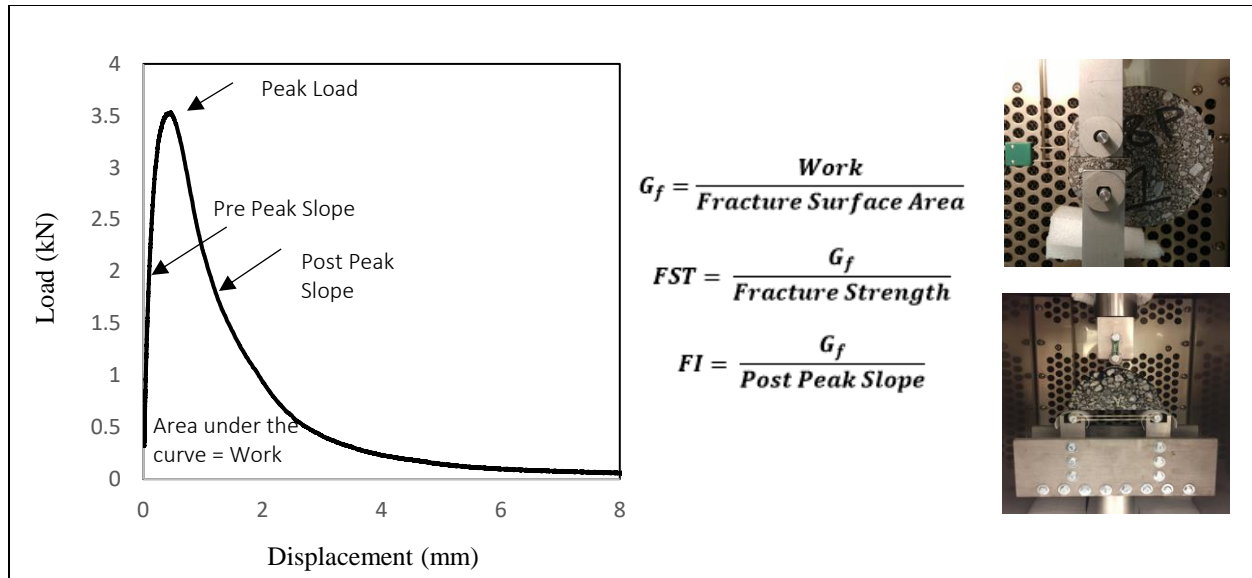 4
3.5
3
2.5
2
1.5
1
0.5
0
0
2
4
6
8
Load (kN)
Displacement (mm)
Peak Load
Pre Peak Slope
Post Peak
Slope
Area under the
curve = Work
G_f = Work / Fracture Surface Area
FST = G_f / Fracture Strength
FI = G_f / Post Peak Slope